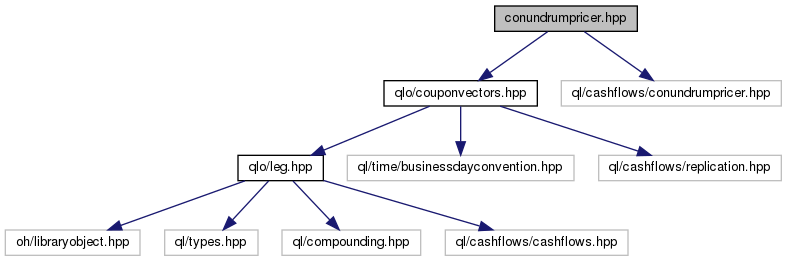 conundrumpricer.hpp
qlo/couponvectors.hpp
ql/cashflows/conundrumpricer.hpp
qlo/leg.hpp
ql/time/businessdayconvention.hpp
ql/cashflows/replication.hpp
oh/libraryobject.hpp
ql/types.hpp
ql/compounding.hpp
ql/cashflows/cashflows.hpp